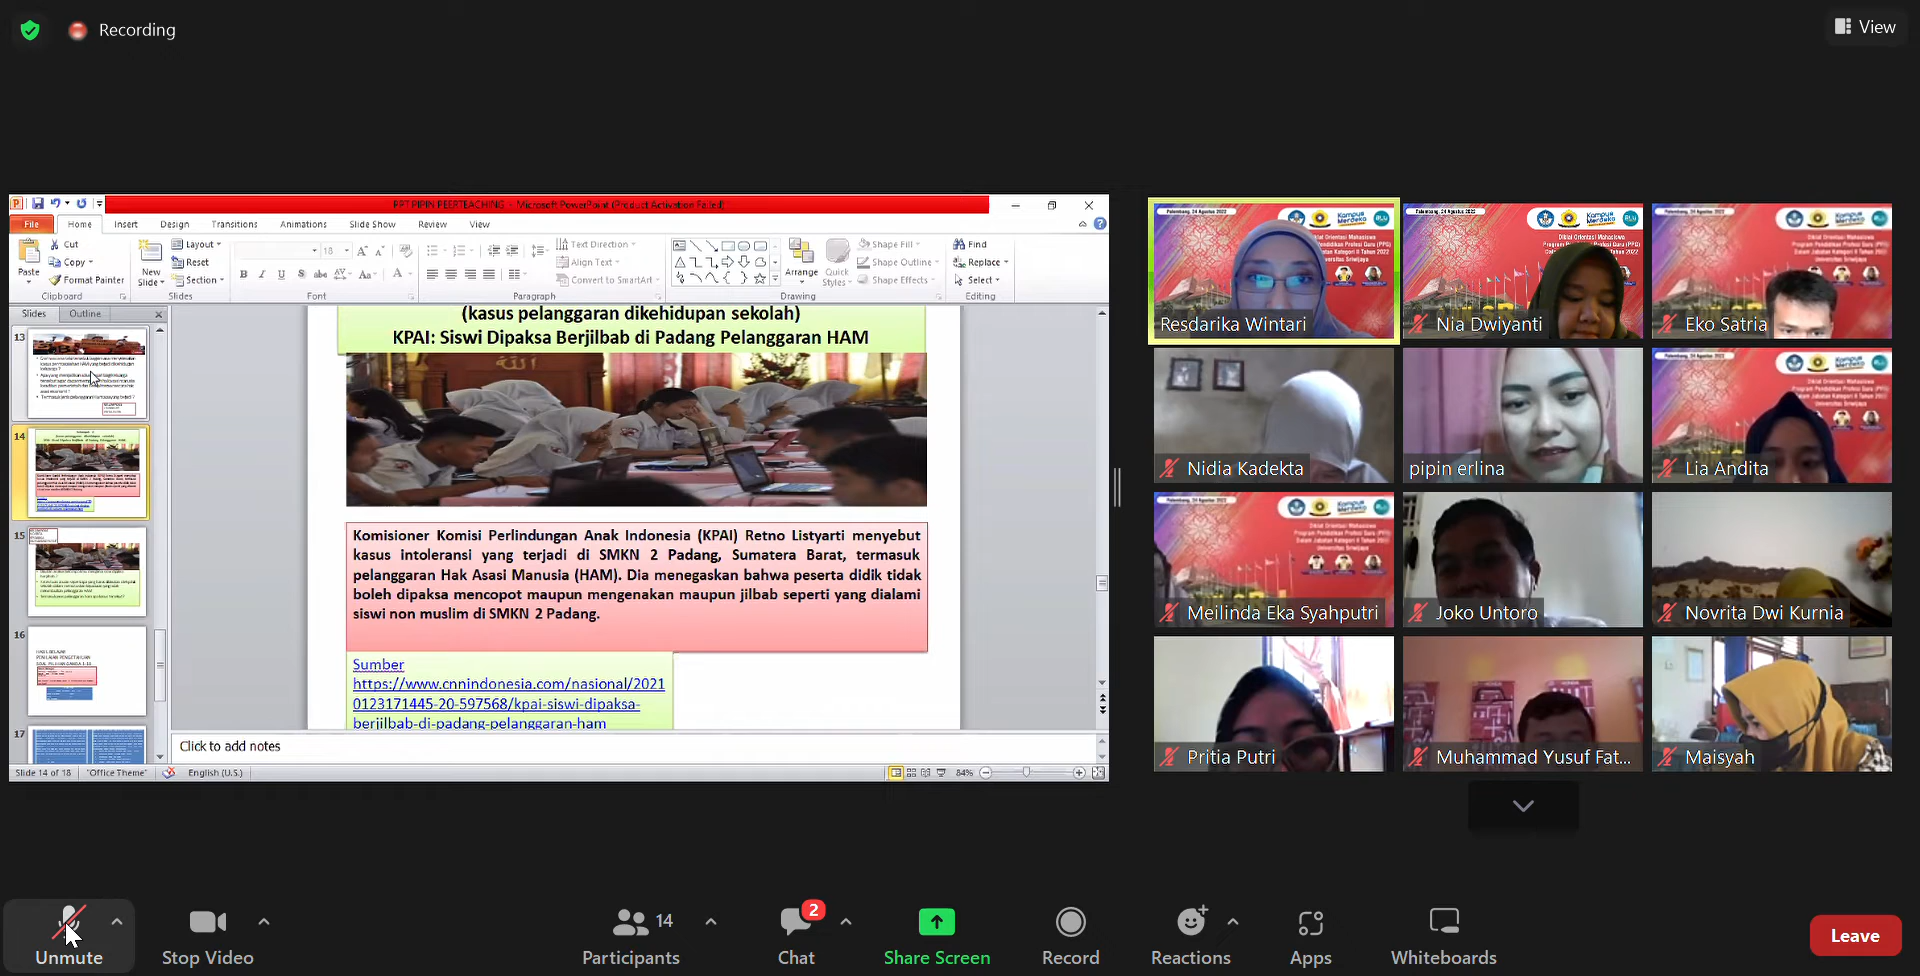 Recording
View
PPT PIPIN PEERTEACHING - Microsoft PowerPoint (Product Activation Failed)
File
Home
Insert
Design
Transitions
Animations
Slide Show
Review
View
Paste
Cut
Copy
Format Painter
Clipboard
New Slide
Layout
Reset
Section
Slides
18
Font
Text Direction
Align Text
Convert to SmartArt
Paragraph
Arrange
Quick Styles
Shape Fill
Shape Outline
Shape Effects
Drawing
Find
Replace
Select
Editing
Slides
Outline
13
14
15
16
17
(kasus pelanggaran dikehidupan sekolah)
KPAI: Siswi Dipaksa Berjilbab di Padang Pelanggaran HAM
Komisioner Komisi Perlindungan Anak Indonesia (KPAI) Retno Listyarti menyebut
kasus intoleransi yang terjadi di SMKN 2 Padang, Sumatera Barat, termasuk
pelanggaran Hak Asasi Manusia (HAM). Dia menegaskan bahwa peserta didik tidak
boleh dipaksa mencopot maupun mengenakan maupun jilbab seperti yang dialami
siswi non muslim di SMKN 2 Padang.
Sumber
https://www.cnnindonesia.com/nasional/2021
0123171445-20-597568/kpai-siswi-dipaksa-
berjilbab-di-padang-pelanggaran-ham
Click to add notes
Slide 14 of 18
"Office Theme"
English (U.S.)
84%
Resdarika Wintari
Nia Dwiyanti
Eko Satria
Nidia Kadekta
pipin erlina
Lia Andita
Meilinda Eka Syahputri
Joko Untoro
Novrita Dwi Kurnia
Pritia Putri
Muhammad Yusuf Fat...
Maisyah
Unmute
Stop Video
14
Participants
2
Chat
Share Screen
Record
Reactions
Apps
Whiteboards
Leave